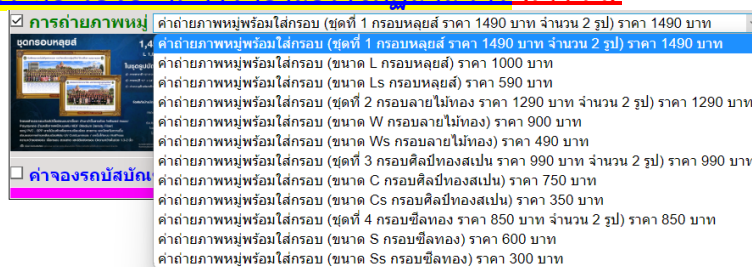 การถ่ายภาพหมู่
ค่าถ่ายภาพหมู่พร้อมใส่กรอบ (ชุดที่ 1 กรอบหลุยส์ ราคา 1490 บาท จำนวน 2 รูป) ราคา 1490 บาท
ชุดกรอบหลุยส์
1,4
ค่าถ่ายภาพหมู่พร้อมใส่กรอบ (ชุดที่ 1 กรอบหลุยส์ ราคา 1490 บาท จำนวน 2 รูป) ราคา 1490 บาท
ค่าถ่ายภาพหมู่พร้อมใส่กรอบ (ขนาด L กรอบหลุยส์) ราคา 1000 บาท
ค่าถ่ายภาพหมู่พร้อมใส่กรอบ (ขนาด Ls กรอบหลุยส์) ราคา 590 บาท
ค่าถ่ายภาพหมู่พร้อมใส่กรอบ (ชุดที่ 2 กรอบลายไม้ทอง ราคา 1290 บาท จำนวน 2 รูป) ราคา 1290 บาท
ค่าถ่ายภาพหมู่พร้อมใส่กรอบ (ขนาด W กรอบลายไม้ทอง) ราคา 900 บาท
ค่าถ่ายภาพหมู่พร้อมใส่กรอบ (ขนาด Ws กรอบลายไม้ทอง) ราคา 490 บาท
ค่าถ่ายภาพหมู่พร้อมใส่กรอบ (ชุดที่ 3 กรอบศิลป์ทองสเปน ราคา 990 บาท จำนวน 2 รูป) ราคา 990 บาท
ค่าจองรถบัสบัณ
ค่าถ่ายภาพหมู่พร้อมใส่กรอบ (ขนาด C กรอบศิลป์ทองสเปน) ราคา 750 บาท
ค่าถ่ายภาพหมู่พร้อมใส่กรอบ (ขนาด Cs กรอบศิลป์ทองสเปน) ราคา 350 บาท
ค่าถ่ายภาพหมู่พร้อมใส่กรอบ (ชุดที่ 4 กรอบซีลทอง ราคา 850 บาท จำนวน 2 รูป) ราคา 850 บาท
ค่าถ่ายภาพหมู่พร้อมใส่กรอบ (ขนาด S กรอบซีลทอง) ราคา 600 บาท
ค่าถ่ายภาพหมู่พร้อมใส่กรอบ (ขนาด Ss กรอบซีลทอง) ราคา 300 บาท